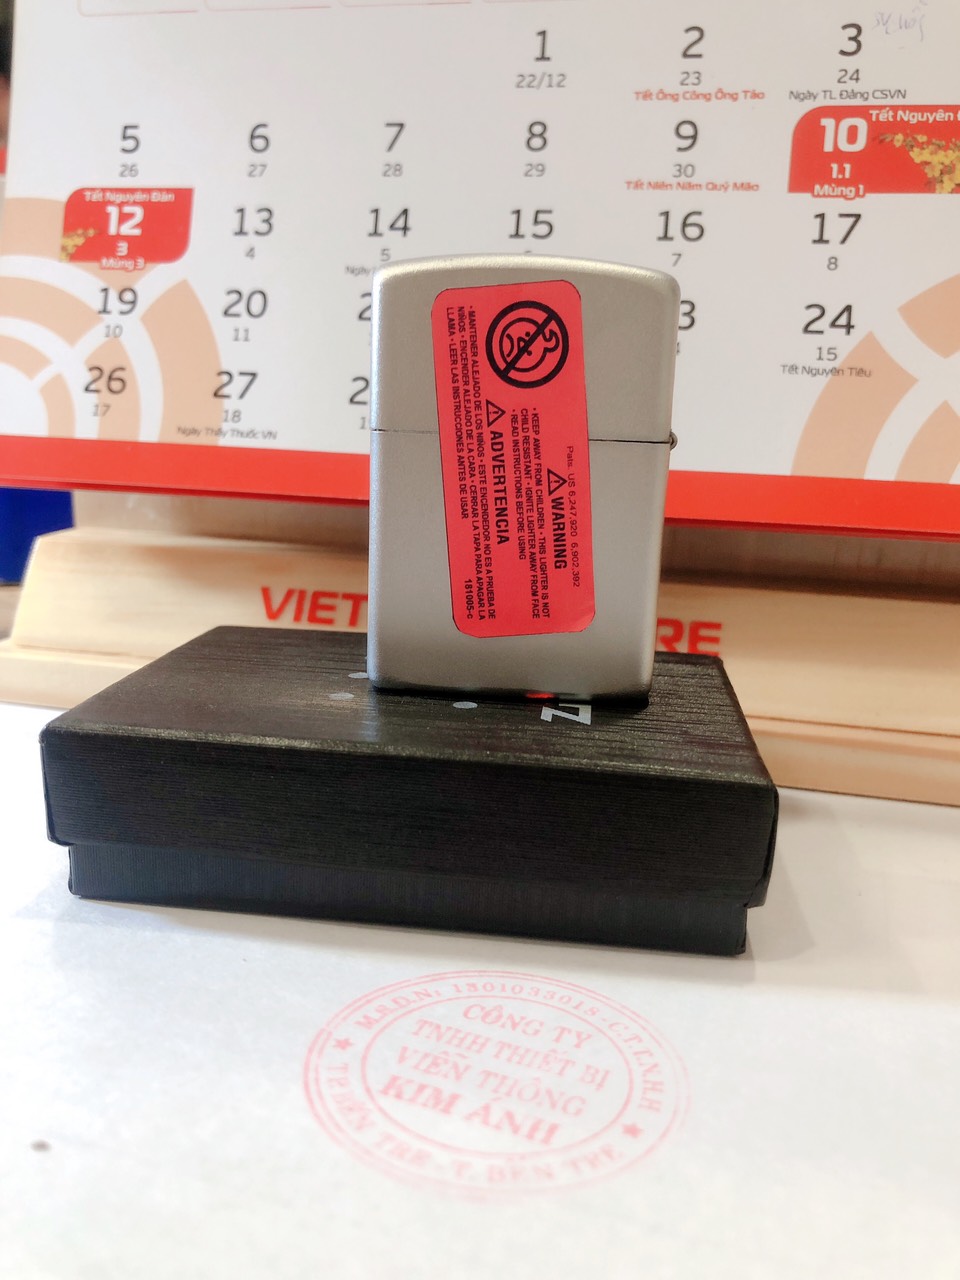 1
22/12
2
23
Tết Ông Công Ông Táo
3
24
Ngày TL Đảng CSVN
5
26
6
27
7
28
8
29
9
30
Tết Niên Năm Quý Mão
10
1.1
Mùng 1
Tết Nguyên
Tết Nguyên Đán
12
3
Mùng 3
13
4
14
5
15
16
7
17
8
19
10
20
11
24
15
Tết Nguyên Tiêu
26
17
27
18
Ngày Thầy Thuốc VN
Pats. US 6,247,920 6,902,392
⚠WARNING
• KEEP AWAY FROM CHILDREN • THIS LIGHTER IS NOT
CHILD RESISTANT • IGNITE LIGHTER AWAY FROM FACE
• READ INSTRUCTIONS BEFORE USING
⚠ADVERTENCIA
• MANTENER ALEJADO DE LOS NIÑOS • ESTE ENCENDEDOR NO ES A PRUEBA DE
NIÑOS • ENCENDER ALEJADO DE LA CARA • CERRAR LA TAPA PARA APAGAR LA
LLAMA • LEER LAS INSTRUCCIONES ANTES DE USAR
181005-c
VIET
RE
M.S.D.N: 1301033018-C.T.T.N.H.H
CÔNG TY
TNHH THIẾT BỊ
VIỄN THÔNG
KIM ÁNH
TP.BẾN TRE - T. BẾN TRE